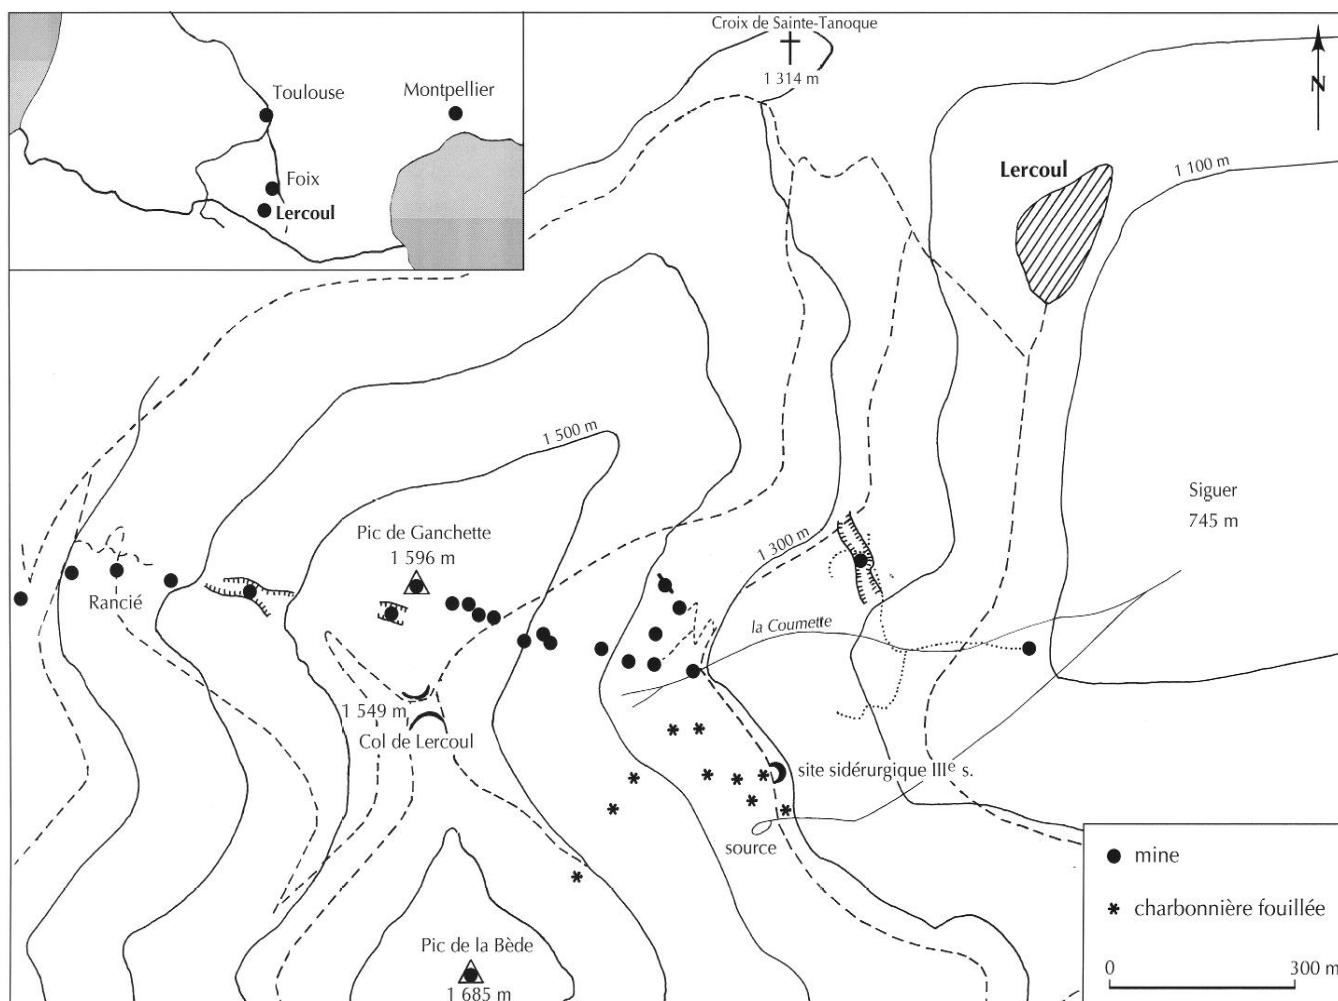 Croix de Sainte-Tanoque
1 314 m
N
Toulouse
Montpellier
Foix
Lercoul
Lercoul
1 100 m
1 500 m
Siguer
745 m
Pic de Ganchette
1 596 m
1 300 m
Rancié
la Coumette
1 549 m
Col de Lercoul
site sidérurgique IIIe s.
source
mine
charbonnière fouillée
Pic de la Bède
1 685 m
0 300 m